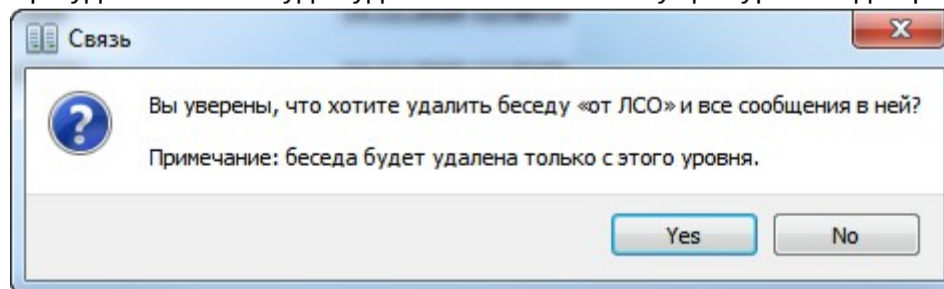 Связь
Вы уверены, что хотите удалить беседу «от ЛСО» и все сообщения в ней?
Примечание: беседа будет удалена только с этого уровня.
Yes No